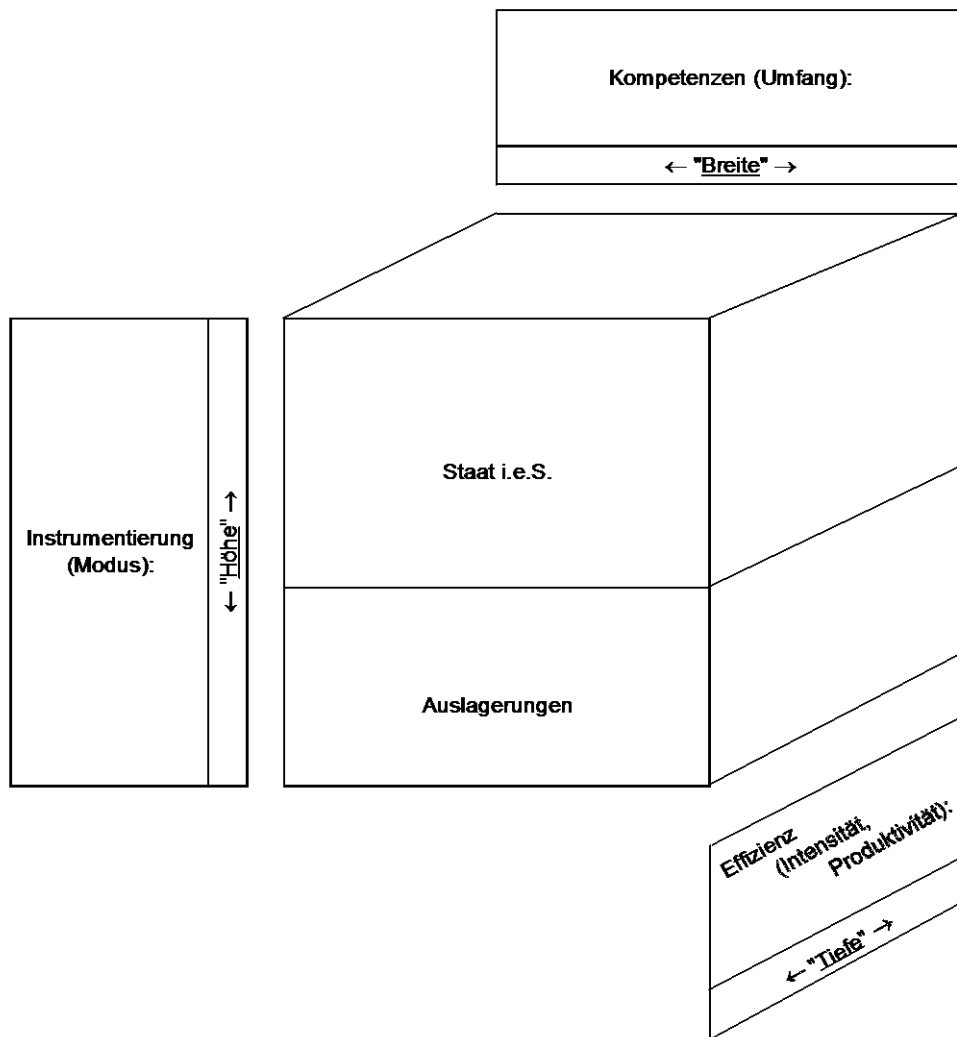 Kompetenzen (Umfang):
← "Breite" →
Staat i.e.S.
Instrumentierung
(Modus):
← "Höhe" →
Auslagerungen
Effizienz
(Intensität,
Produktivität):
← "Tiefe" →